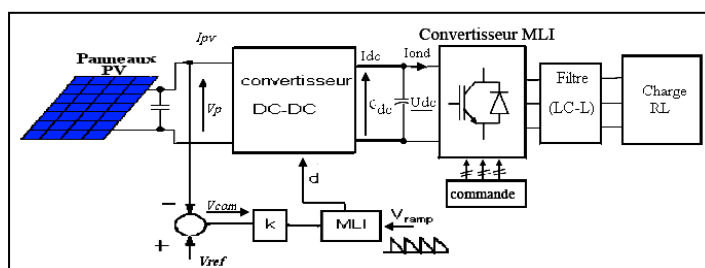 Convertisseur MLI
Ipv
Panneaux
PV
Vp
convertisseur
DC-DC
Idc
Iond
Cdc
Udc
Filtre
(LC-L)
Charge
RL
commande
d
Vcom
k
MLI
Vramp
−
+
Vref